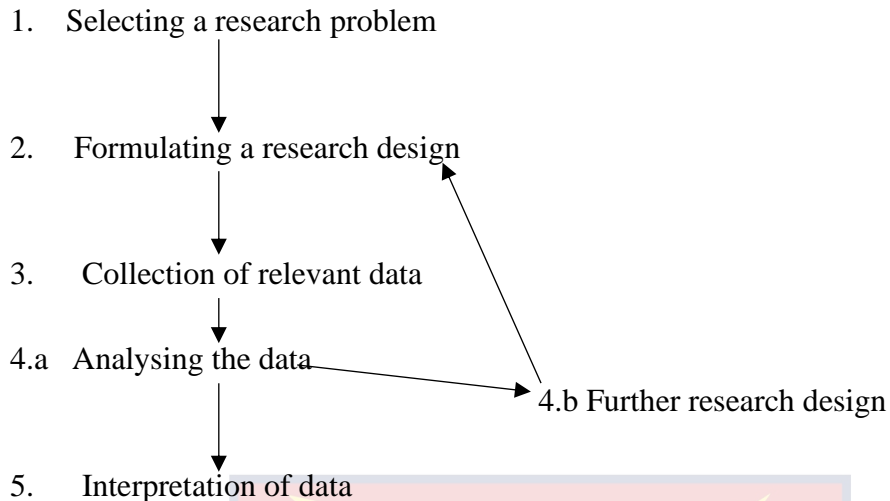 1. Selecting a research problem
2. Formulating a research design
3. Collection of relevant data
4.a Analysing the data
4.b Further research design
5. Interpretation of data